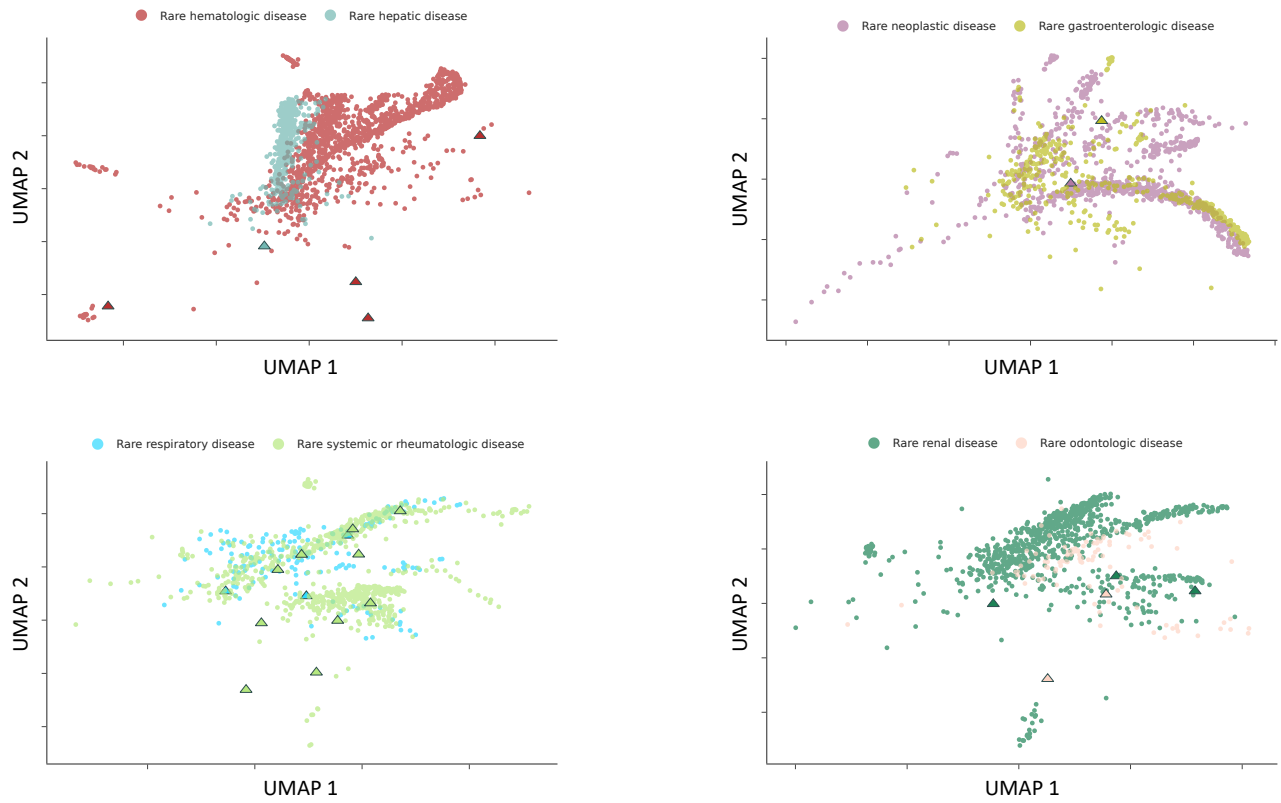 Rare hematologic disease Rare hepatic disease
UMAP 2
UMAP 1
Rare neoplastic disease Rare gastroenterologic disease
UMAP 2
UMAP 1
Rare respiratory disease Rare systemic or rheumatologic disease
UMAP 2
UMAP 1
Rare renal disease Rare odontologic disease
UMAP 2
UMAP 1